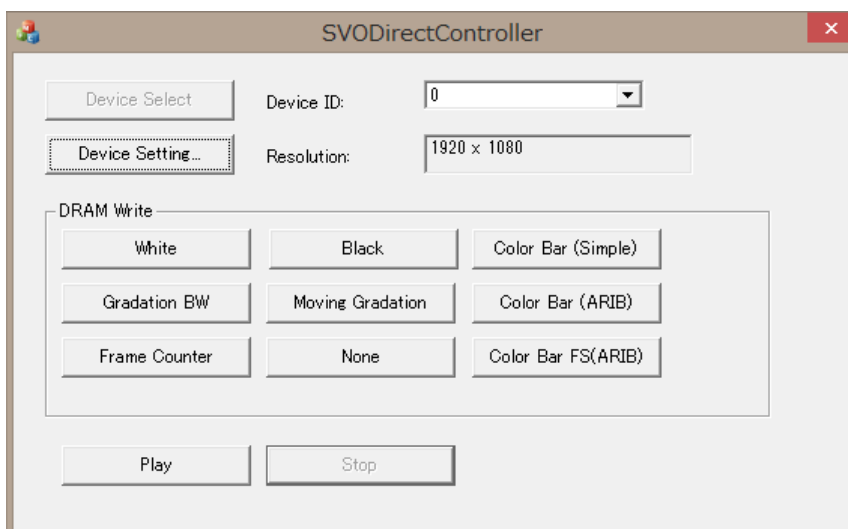 SVODirectController
Device Select
Device ID:
0
Device Setting...
Resolution:
1920 x 1080
DRAM Write
White
Black
Color Bar (Simple)
Gradation BW
Moving Gradation
Color Bar (ARIB)
Frame Counter
None
Color Bar FS(ARIB)
Play
Stop